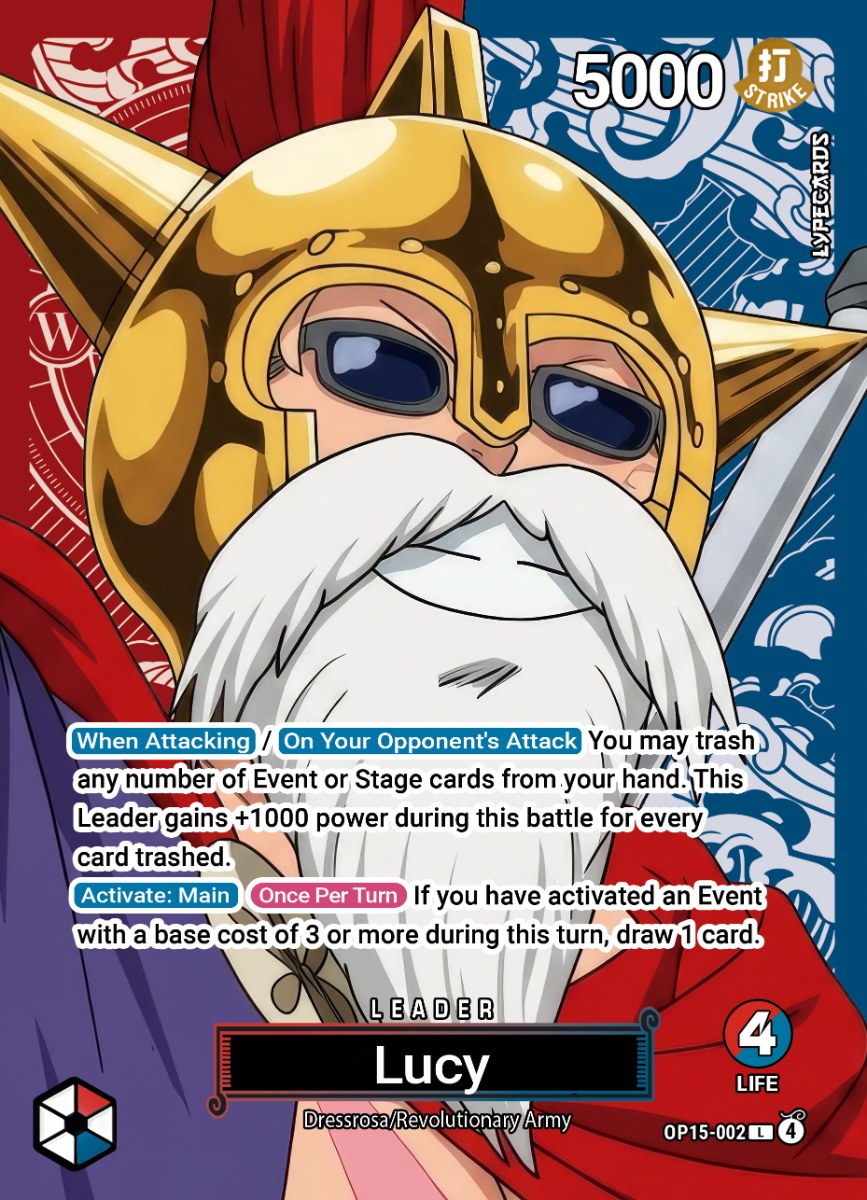 5000
打
STRIKE
LYPECARDS
W
When Attacking / On Your Opponent's Attack You may trash
any number of Event or Stage cards from your hand. This
Leader gains +1000 power during this battle for every
card trashed.
Activate: Main Once Per Turn If you have activated an Event
with a base cost of 3 or more during this turn, draw 1 card.
LEADER
Lucy
4
LIFE
Dressrosa/Revolutionary Army
OP15-002 L 4